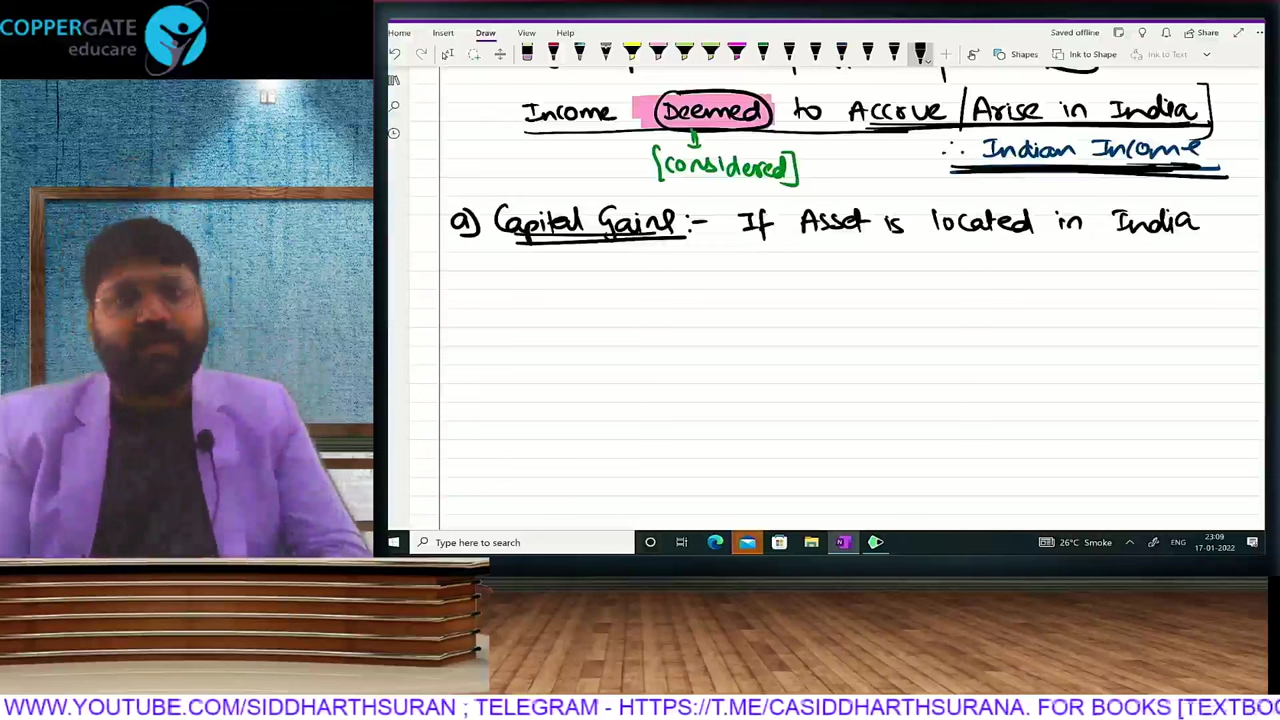 COPPERGATE
educare
Home Insert Draw View Help
Saved offline
Share
Shapes
Ink to Shape
Ink to Text
Income Deemed to Accrue / Arise in India
[considered]
∴ Indian Income
a) Capital Gains :- If Asset is located in India
Type here to search
26°C Smoke
ENG
23:09
17-01-2022
WWW.YOUTUBE.COM/SIDDHARTHSURAN ; TELEGRAM - HTTPS://T.ME/CASIDDHARTHSURANA. FOR BOOKS [TEXTBO